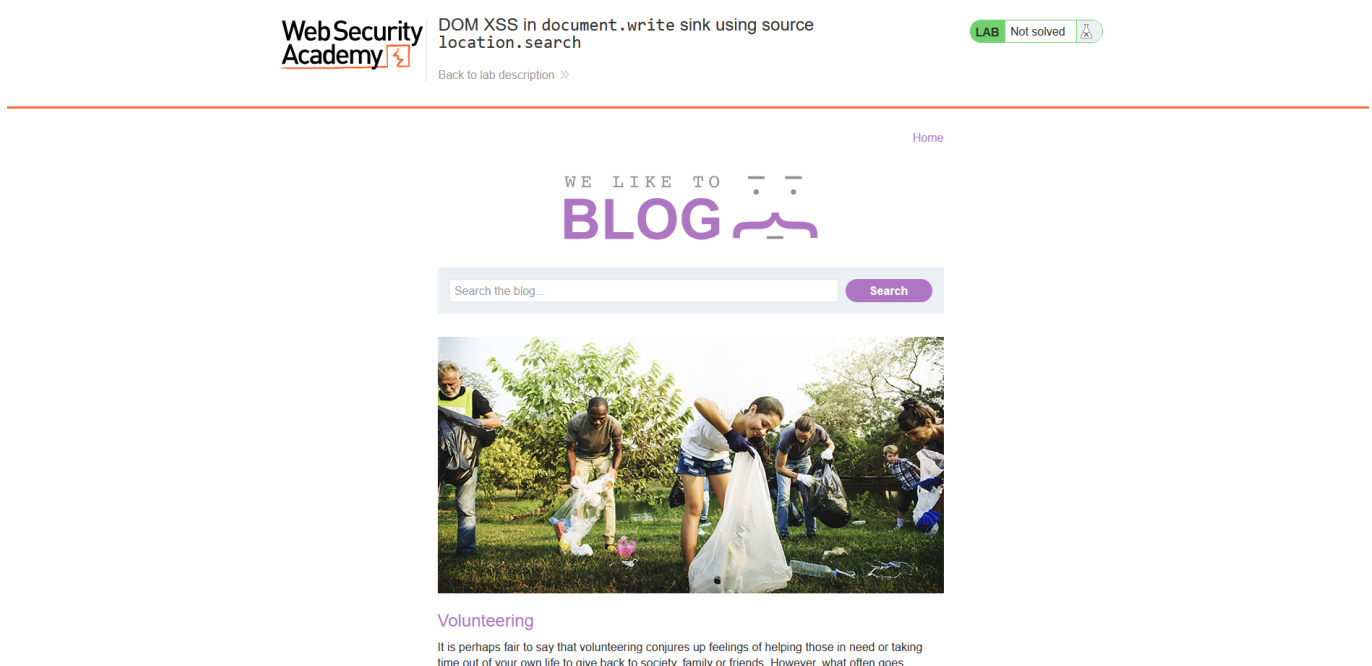 Web Security
Academy
DOM XSS in document.write sink using source
location.search
Back to lab description
LAB Not solved
Home
WE LIKE TO
BLOG
Search the blog...
Search
Volunteering
It is perhaps fair to say that volunteering conjures up feelings of helping those in need or taking
time out of your own life to give back to society, family or friends. However, what often goes